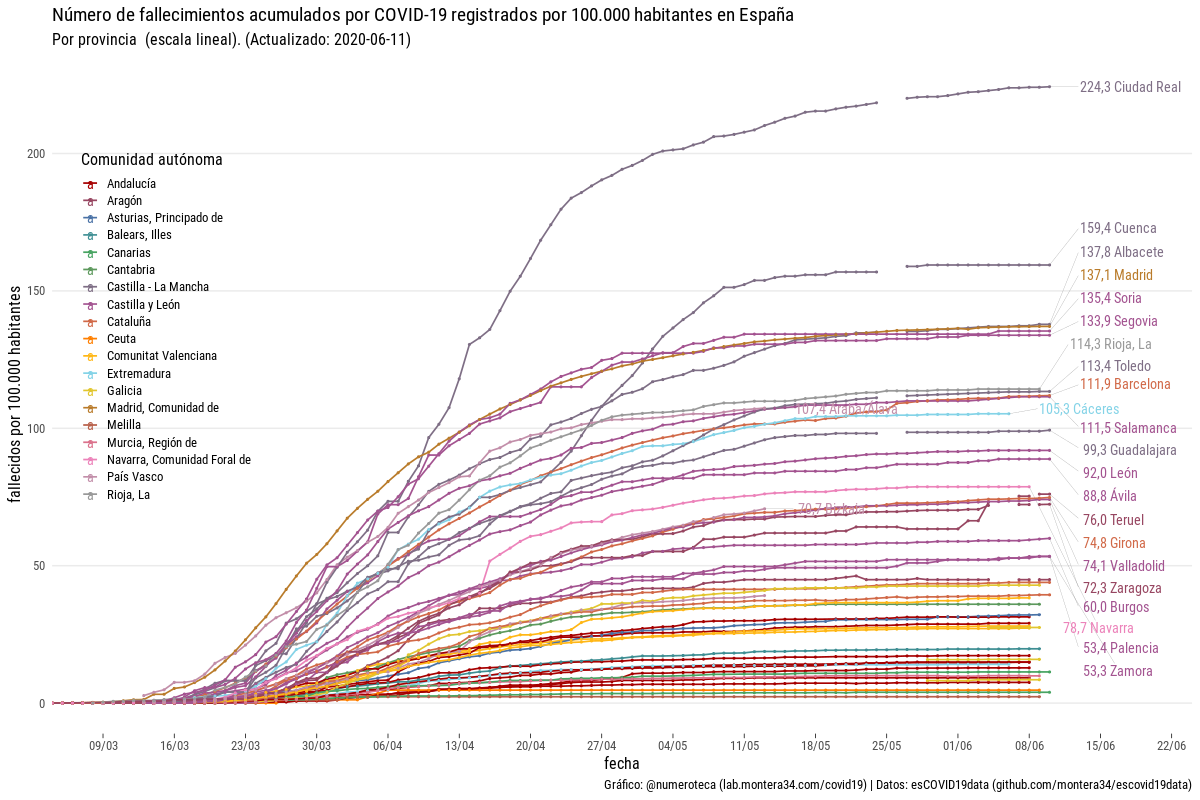 Número de fallecimientos acumulados por COVID-19 registrados por 100.000 habitantes en España
Por provincia (escala lineal). (Actualizado: 2020-06-11)
fallecidos por 100.000 habitantes
200
150
100
50
0
Comunidad autónoma
Andalucía
Aragón
Asturias, Principado de
Balears, Illes
Canarias
Cantabria
Castilla - La Mancha
Castilla y León
Cataluña
Ceuta
Comunitat Valenciana
Extremadura
Galicia
Madrid, Comunidad de
Melilla
Murcia, Región de
Navarra, Comunidad Foral de
País Vasco
Rioja, La
224,3 Ciudad Real
159,4 Cuenca
137,8 Albacete
137,1 Madrid
135,4 Soria
133,9 Segovia
114,3 Rioja, La
113,4 Toledo
111,9 Barcelona
107,4 Araba/Álava
105,3 Cáceres
111,5 Salamanca
99,3 Guadalajara
92,0 León
88,8 Ávila
70,7 Bizkaia
76,0 Teruel
74,8 Girona
74,1 Valladolid
72,3 Zaragoza
60,0 Burgos
78,7 Navarra
53,4 Palencia
53,3 Zamora
09/03 16/03 23/03 30/03 06/04 13/04 20/04 27/04 04/05 11/05 18/05 25/05 01/06 08/06 15/06 22/06
fecha
Gráfico: @numeroteca (lab.montera34.com/covid19) | Datos: esCOVID19data (github.com/montera34/escovid19data)